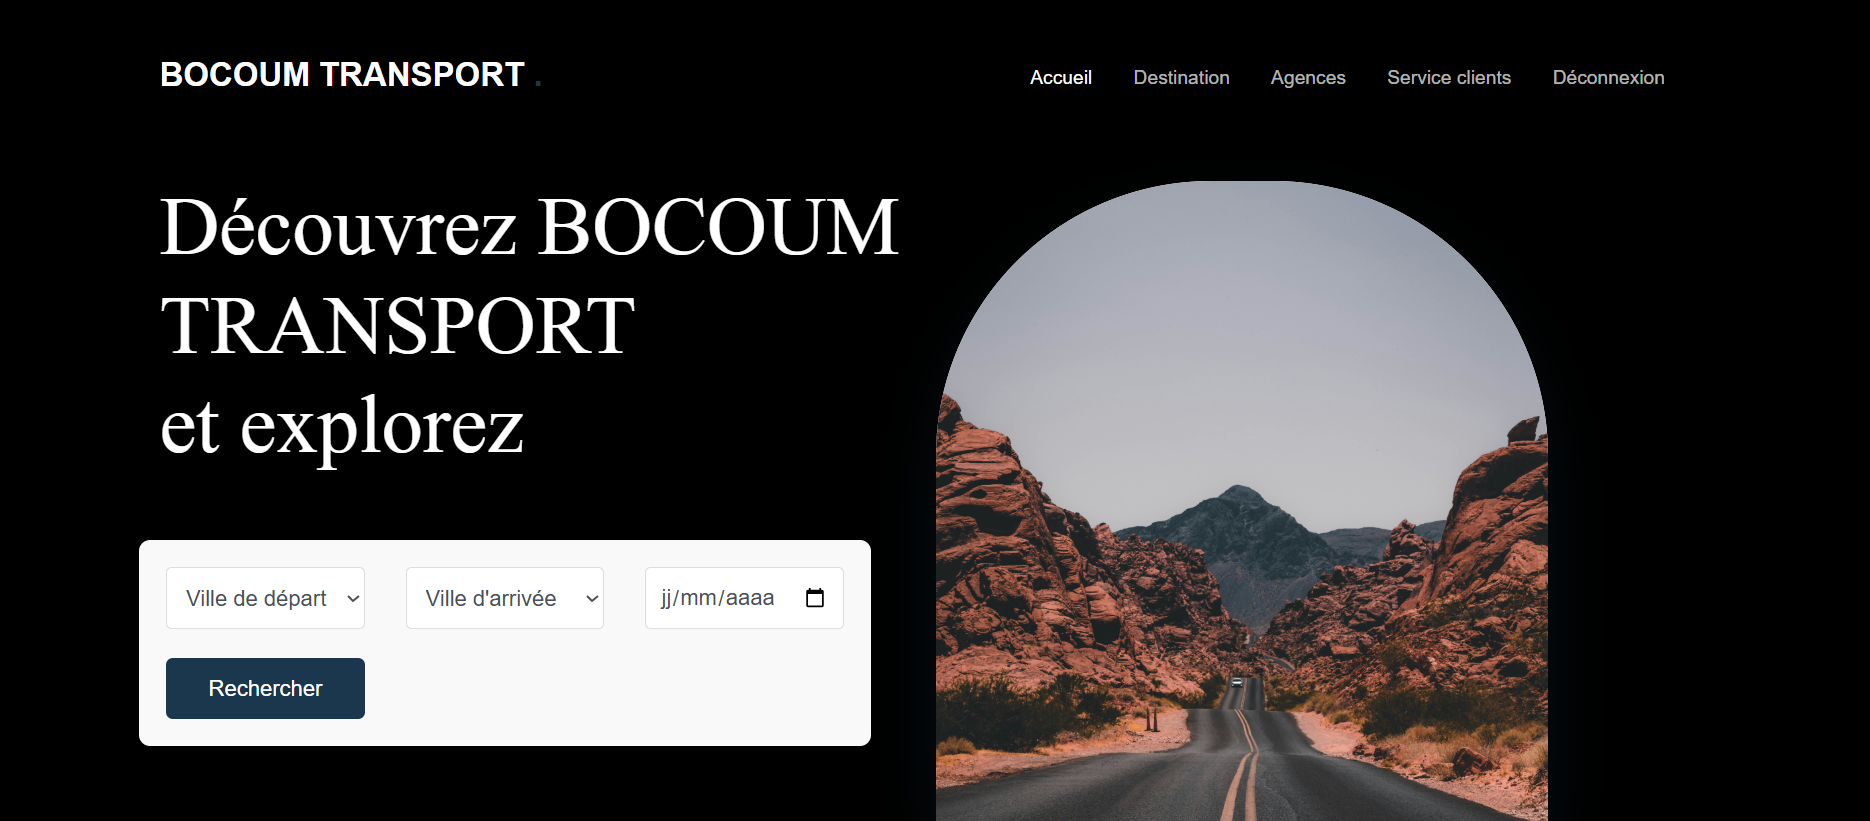 BOCOUM TRANSPORT .
Accueil Destination Agences Service clients Déconnexion
Découvrez BOCOUM
TRANSPORT
et explorez
Ville de départ Ville d'arrivée jj/mm/aaaa
Rechercher